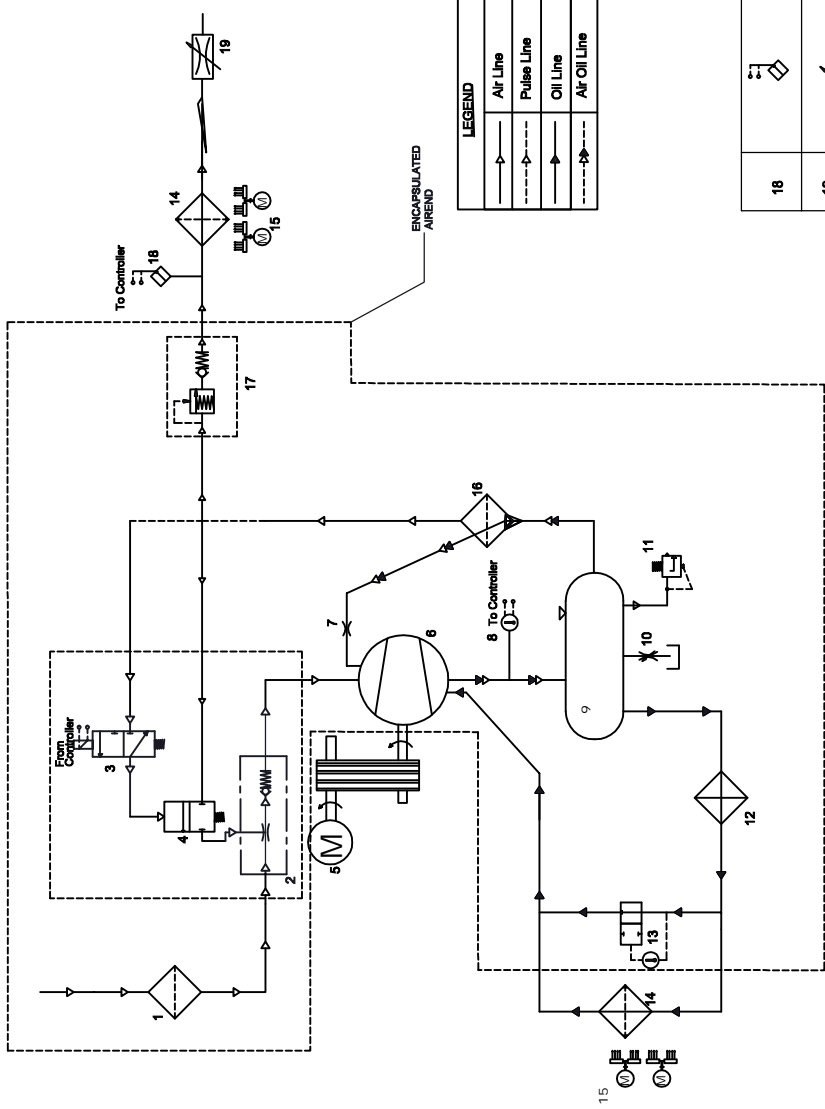 19
14
M
M
15
To Controller
18
17
ENCAPSULATED
AIREND
LEGEND
Air Line
Pulse Line
Oil Line
Air Oil Line
18
16
11
8 To Controller
10
7
6
9
From
Controller
3
4
2
M
5
12
13
1
14
15
M
M